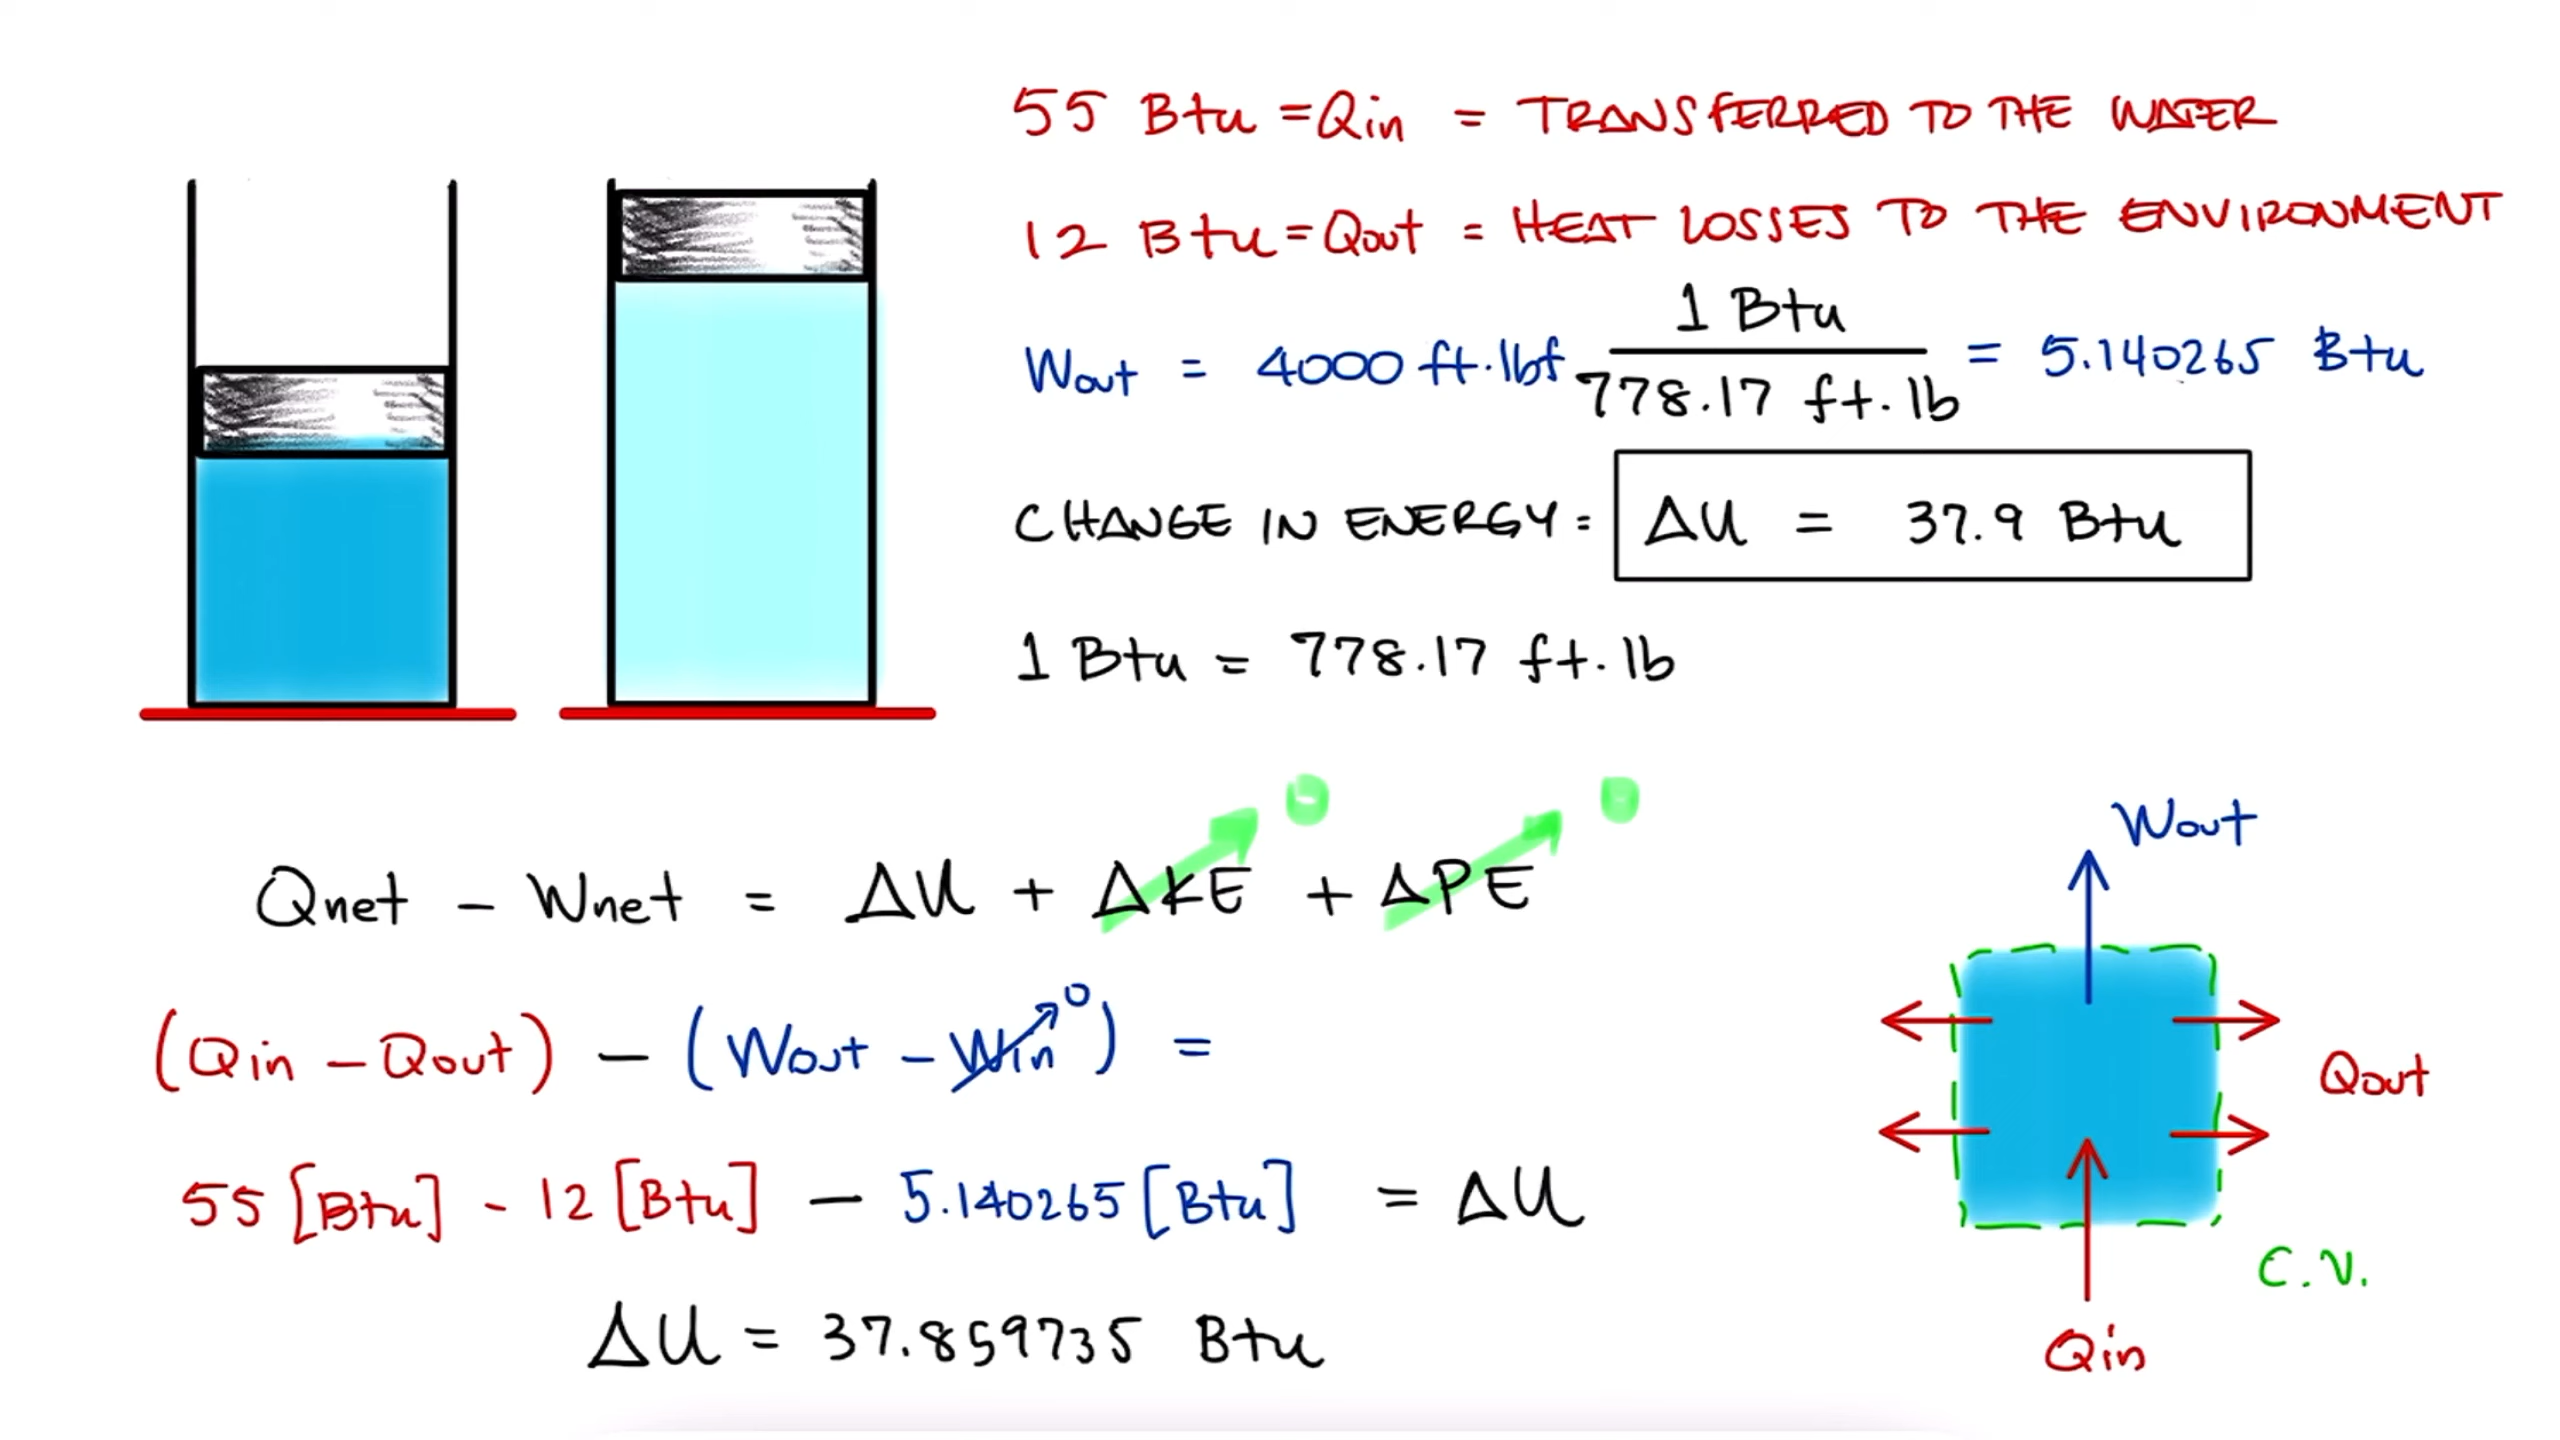 55 Btu = Qin = TRANSFERRED TO THE WATER
12 Btu = Qout = HEAT LOSSES TO THE ENVIRONMENT
Wout = 4000 ft.lbf 1 Btu / 778.17 ft.lb = 5.140265 Btu
CHANGE IN ENERGY = ΔU = 37.9 Btu
1 Btu = 778.17 ft.lb
Qnet - Wnet = ΔU + ΔKE 0 + ΔPE 0
(Qin - Qout) - (Wout - Win 0) =
55 [Btu] - 12 [Btu] - 5.140265 [Btu] = ΔU
ΔU = 37.859735 Btu
Wout
Qout
C.V.
Qin